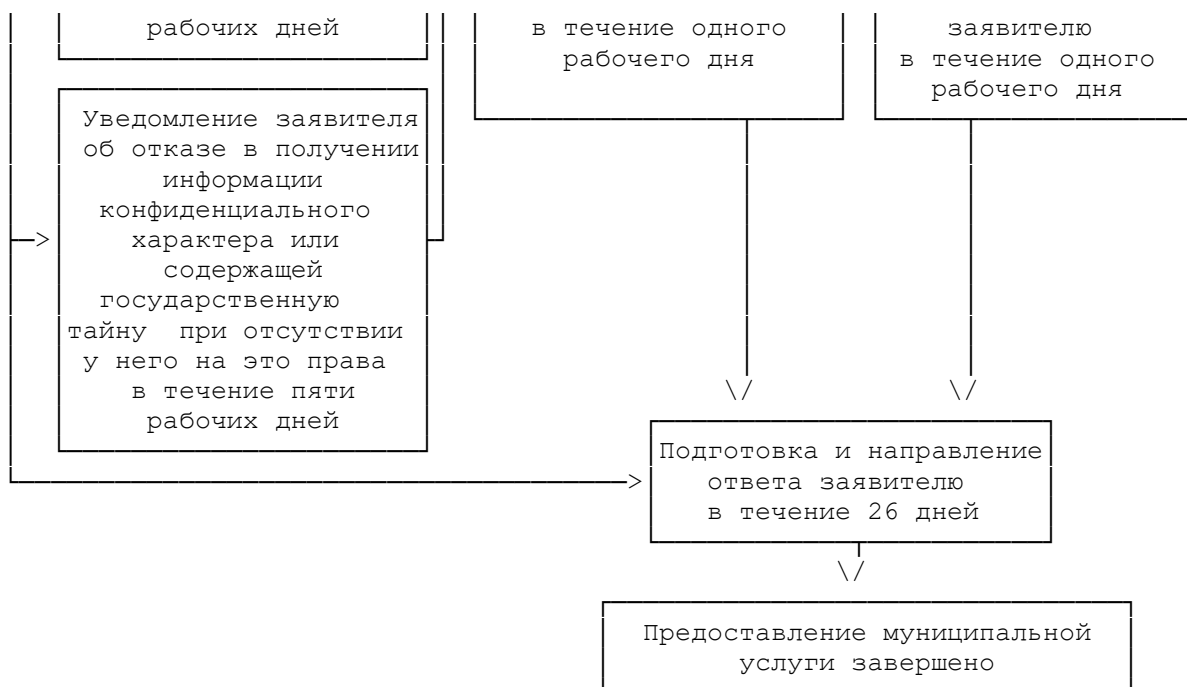 рабочих дней
в течение одного
рабочего дня
заявителю
в течение одного
рабочего дня
Уведомление заявителя
об отказе в получении
информации
конфиденциального
характера или
содержащей
государственную
тайну при отсутствии
у него на это права
в течение пяти
рабочих дней
Подготовка и направление
ответа заявителю
в течение 26 дней
Предоставление муниципальной
услуги завершено